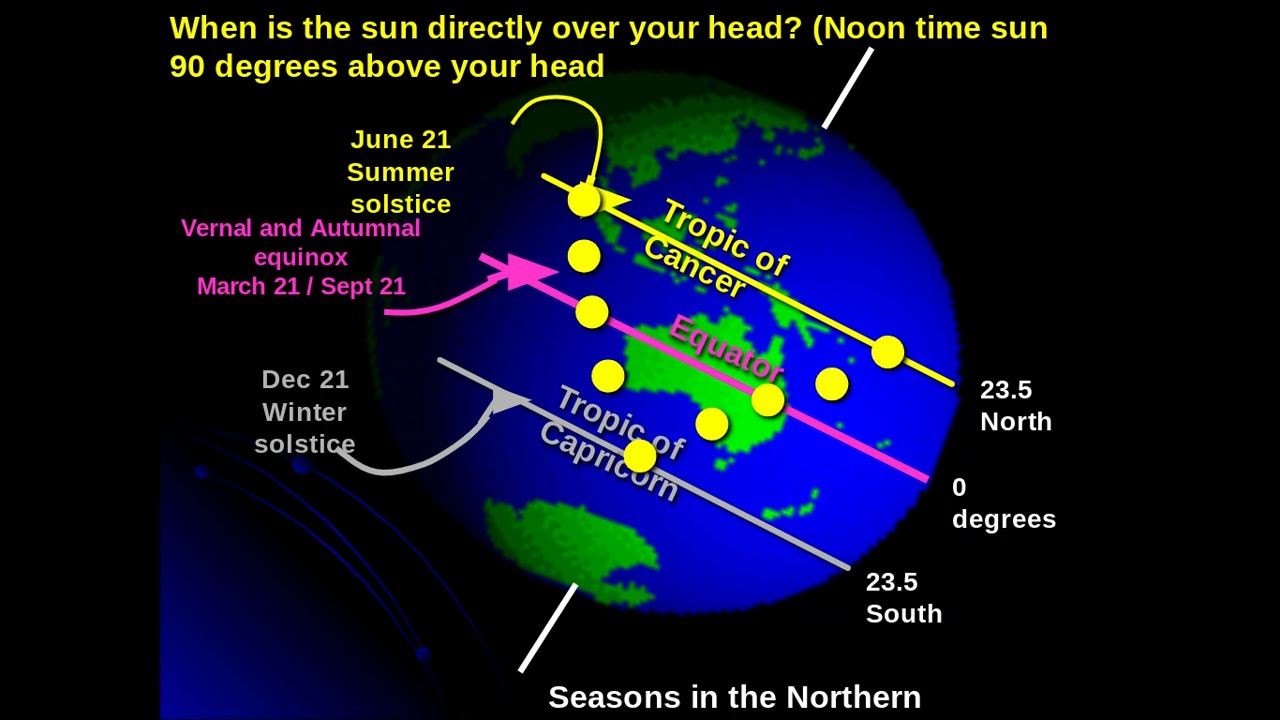 When is the sun directly over your head? (Noon time sun
90 degrees above your head
June 21
Summer
solstice
Vernal and Autumnal
equinox
March 21 / Sept 21
Dec 21
Winter
solstice
Tropic of
Cancer
Equator
Tropic of
Capricorn
23.5
North
0
degrees
23.5
South
Seasons in the Northern